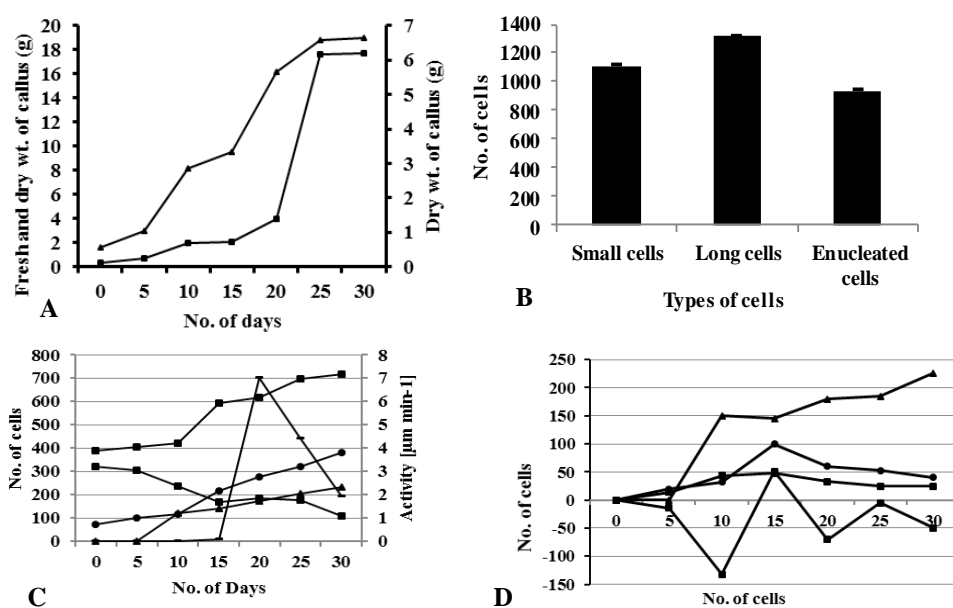 20
18
16
14
12
10
8
6
4
2
0
Fresh and dry wt. of callus (g)
7
6
5
4
3
2
1
0
Dry wt. of callus (g)
0 5 10 15 20 25 30
No. of days
A
1400
1200
1000
800
600
400
200
0
No. of cells
Small cells Long cells Enucleated
cells
Types of cells
B
800
700
600
500
400
300
200
100
0
No. of cells
8
7
6
5
4
3
2
1
0
Activity [µm min-1]
0 5 10 15 20 25 30
No. of Days
C
250
200
150
100
50
0
-50
-100
-150
No. of cells
0 5 10 15 20 25 30
No. of cells
D